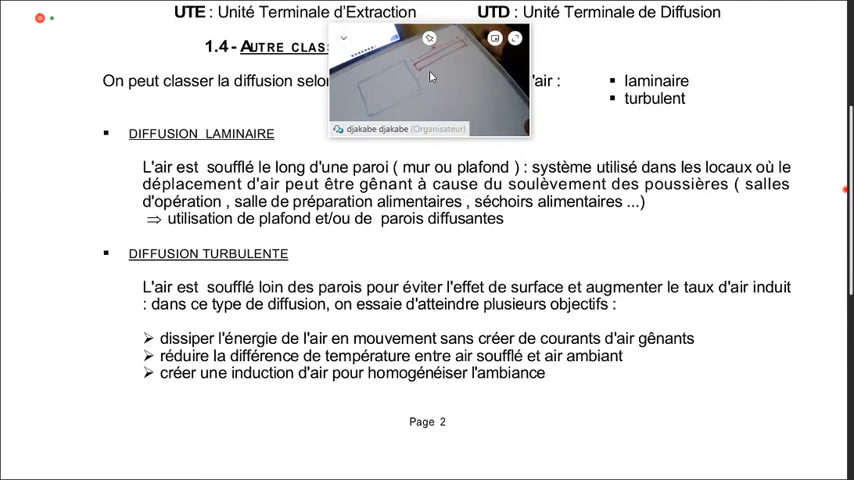 UTE : Unité Terminale d'Extraction UTD : Unité Terminale de Diffusion
1.4 - AUTRE CLAS
On peut classer la diffusion selon 'air : ▪ laminaire
▪ turbulent
▪ DIFFUSION LAMINAIRE
L'air est soufflé le long d'une paroi ( mur ou plafond ) : système utilisé dans les locaux où le
déplacement d'air peut être gênant à cause du soulèvement des poussières ( salles
d'opération , salle de préparation alimentaires , séchoirs alimentaires ...)
⇒ utilisation de plafond et/ou de parois diffusantes
▪ DIFFUSION TURBULENTE
L'air est soufflé loin des parois pour éviter l'effet de surface et augmenter le taux d'air induit
: dans ce type de diffusion, on essaie d'atteindre plusieurs objectifs :
➢ dissiper l'énergie de l'air en mouvement sans créer de courants d'air gênants
➢ réduire la différence de température entre air soufflé et air ambiant
➢ créer une induction d'air pour homogénéiser l'ambiance
Page 2
djakabe djakabe (Organisateur)